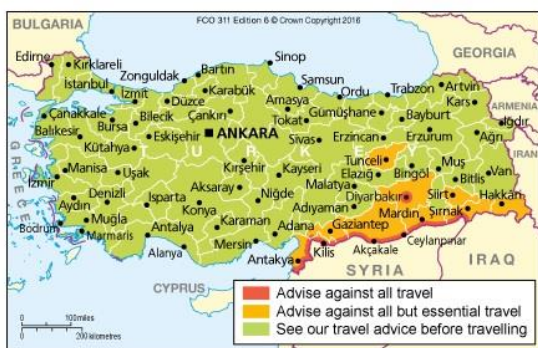 FCO 311 Edition 6 © Crown Copyright 2016
BULGARIA
GEORGIA
ARMENIA
IRAN
GREECE
Edirne
Kırklareli
İstanbul
Zonguldak
Bartın
Karabük
Sinop
Samsun
Ordu
Trabzon
Artvin
Kars
Iğdır
Çanakkale
İzmit
Düzce
Çankırı
Amasya
Tokat
Gümüşhane
Bayburt
Balıkesir
Bursa
Bilecik
Eskişehir
ANKARA
Sivas
Erzincan
Erzurum
Ağrı
Kütahya
TURKEY
Tunceli
Manisa
Uşak
Kırşehir
Kayseri
Elazığ
Bingöl
Muş
Van
İzmir
Aksaray
Malatya
Bitlis
Aydın
Denizli
Isparta
Konya
Niğde
Adıyaman
Diyarbakır
Siirt
Hakkari
Muğla
Karaman
Mardin
Şırnak
Bodrum
Marmaris
Antalya
Mersin
Adana
Gaziantep
Alanya
Antakya
Kilis
Akçakale
Ceylanpınar
SYRIA
IRAQ
CYPRUS
0 100 miles
0 200 kilometres
Advise against all travel
Advise against all but essential travel
See our travel advice before travelling